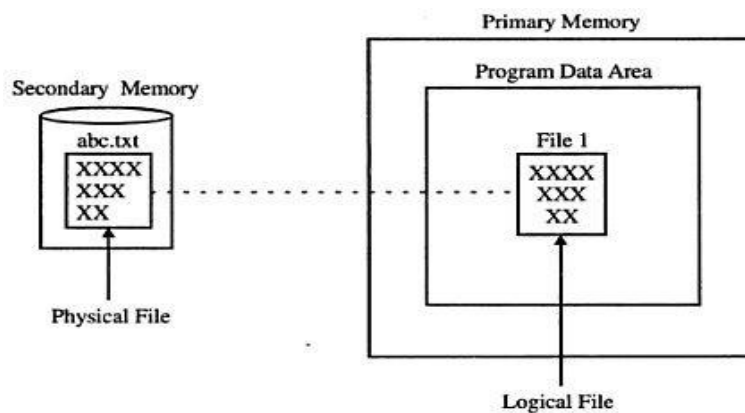 Primary Memory
Program Data Area
Secondary Memory
abc.txt
File 1
XXXX
XXX
XX
XXXX
XXX
XX
Physical File
Logical File